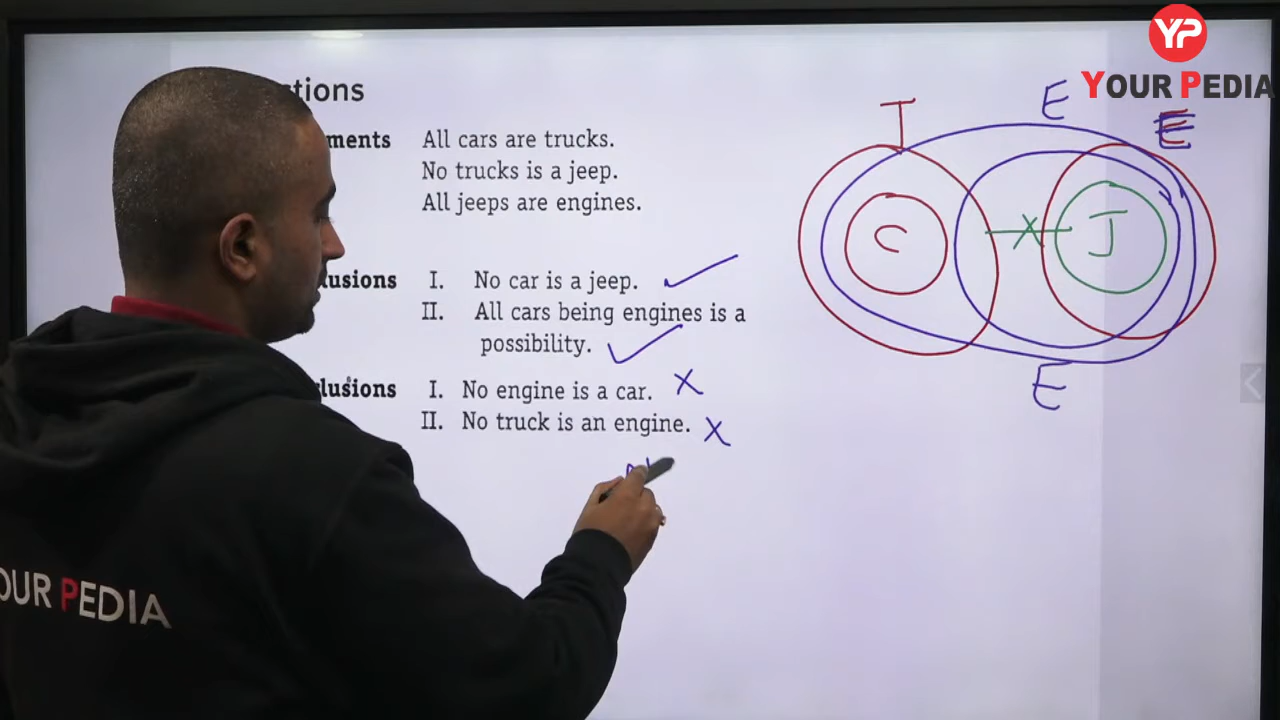 YP
YOUR PEDIA
tions
ments All cars are trucks.
No trucks is a jeep.
All jeeps are engines.
lusions I. No car is a jeep.
II. All cars being engines is a
possibility.
lusions I. No engine is a car. X
II. No truck is an engine. X
T
E
E
C
J
X
E
OUR PEDIA